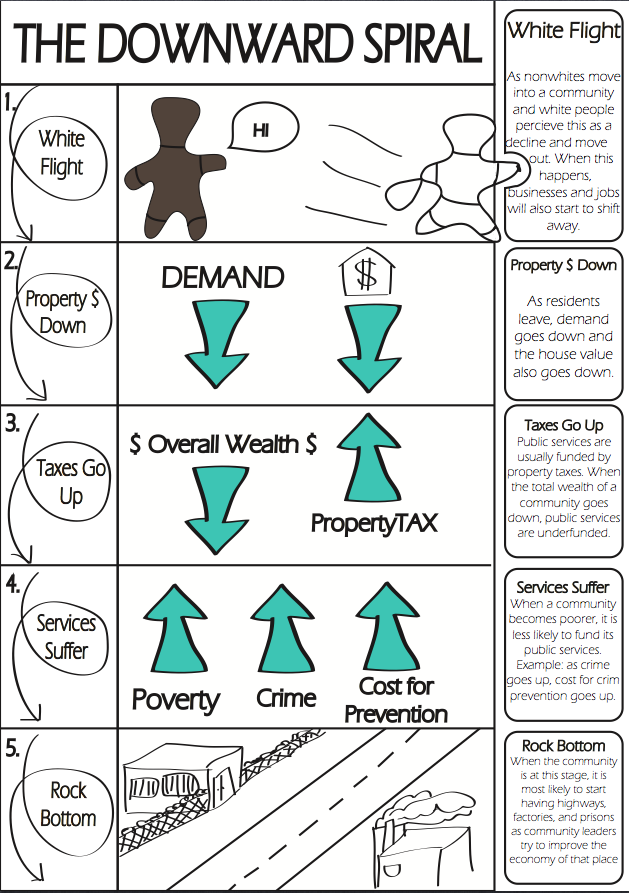 THE DOWNWARD SPIRAL
1.
White
Flight
HI
White Flight
As nonwhites move
into a community
and white people
percieve this as a
decline and move
out. When this
happens,
businesses and jobs
will also start to shift
away.
2.
Property $
Down
DEMAND
$
Property $ Down
As residents
leave, demand
goes down and
the house value
also goes down.
3.
Taxes Go
Up
$ Overall Wealth $
PropertyTAX
Taxes Go Up
Public services are
usually funded by
property taxes. When
the total wealth of a
community goes
down, public services
are underfunded.
4.
Services
Suffer
Poverty
Crime
Cost for
Prevention
Services Suffer
When a community
becomes poorer, it is
less likely to fund its
public services.
Example: as crime
goes up, cost for crim
prevention goes up.
5.
Rock
Bottom
Rock Bottom
When the community
is at this stage, it is
most likely to start
having highways,
factories, and prisons
as community leaders
try to improve the
economy of that place